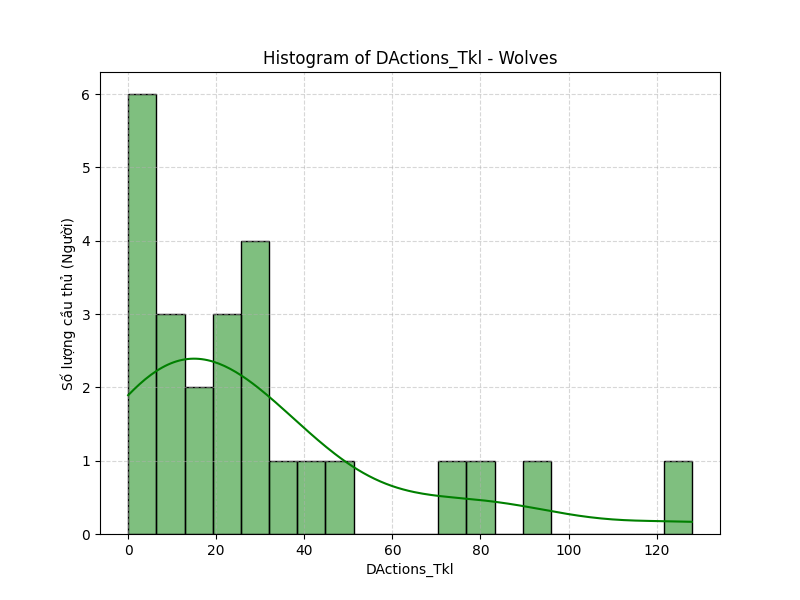 Histogram of DActions_Tkl - Wolves
Số lượng cầu thủ (Người)
6
5
4
3
2
1
0
0 20 40 60 80 100 120
DActions_Tkl